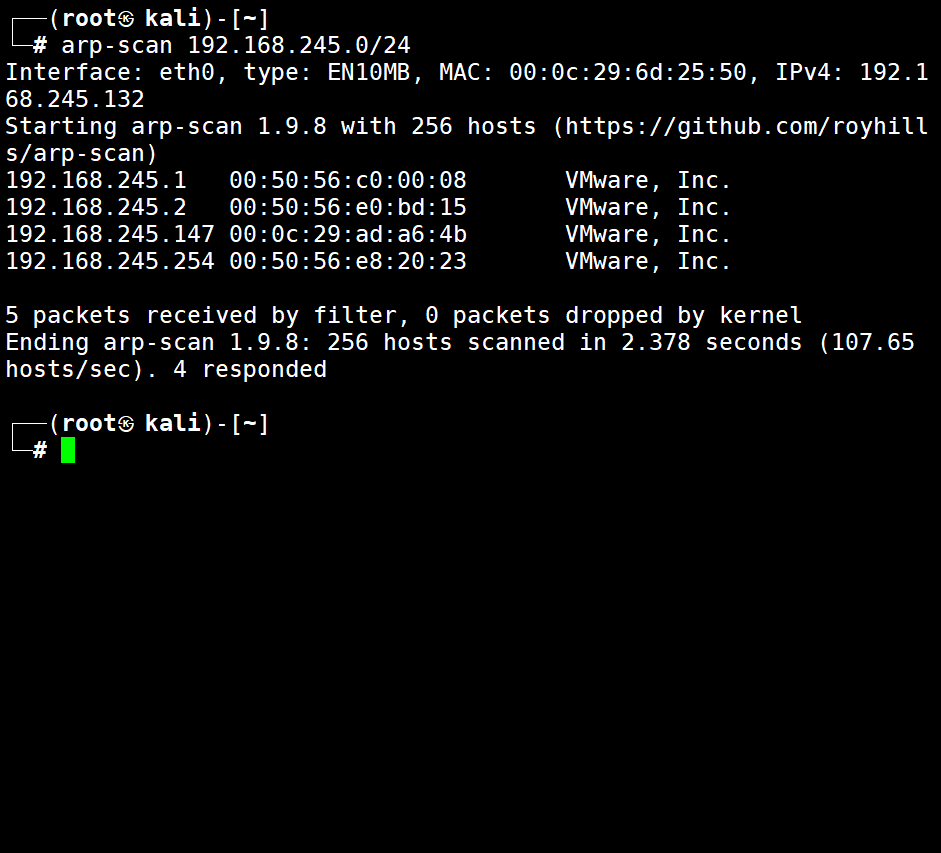 ┌──(root㉿kali)-[~]
└─# arp-scan 192.168.245.0/24
Interface: eth0, type: EN10MB, MAC: 00:0c:29:6d:25:50, IPv4: 192.1
68.245.132
Starting arp-scan 1.9.8 with 256 hosts (https://github.com/royhill
s/arp-scan)
192.168.245.1   00:50:56:c0:00:08       VMware, Inc.
192.168.245.2   00:50:56:e0:bd:15       VMware, Inc.
192.168.245.147 00:0c:29:ad:a6:4b       VMware, Inc.
192.168.245.254 00:50:56:e8:20:23       VMware, Inc.

5 packets received by filter, 0 packets dropped by kernel
Ending arp-scan 1.9.8: 256 hosts scanned in 2.378 seconds (107.65
hosts/sec). 4 responded

┌──(root㉿kali)-[~]
└─#